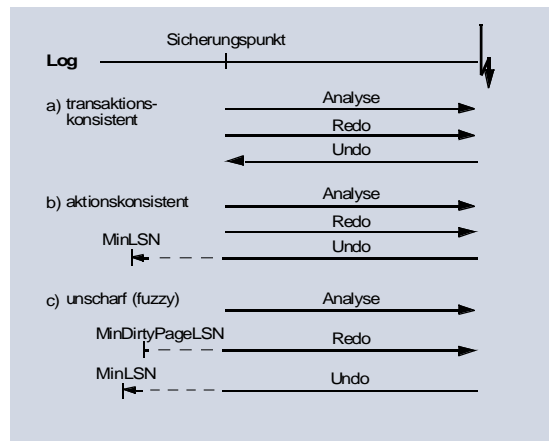 Sicherungspunkt
Log
a) transaktions-
konsistent
Analyse
Redo
Undo
b) aktionskonsistent
Analyse
Redo
MinLSN
Undo
c) unscharf (fuzzy)
Analyse
MinDirtyPageLSN
Redo
MinLSN
Undo